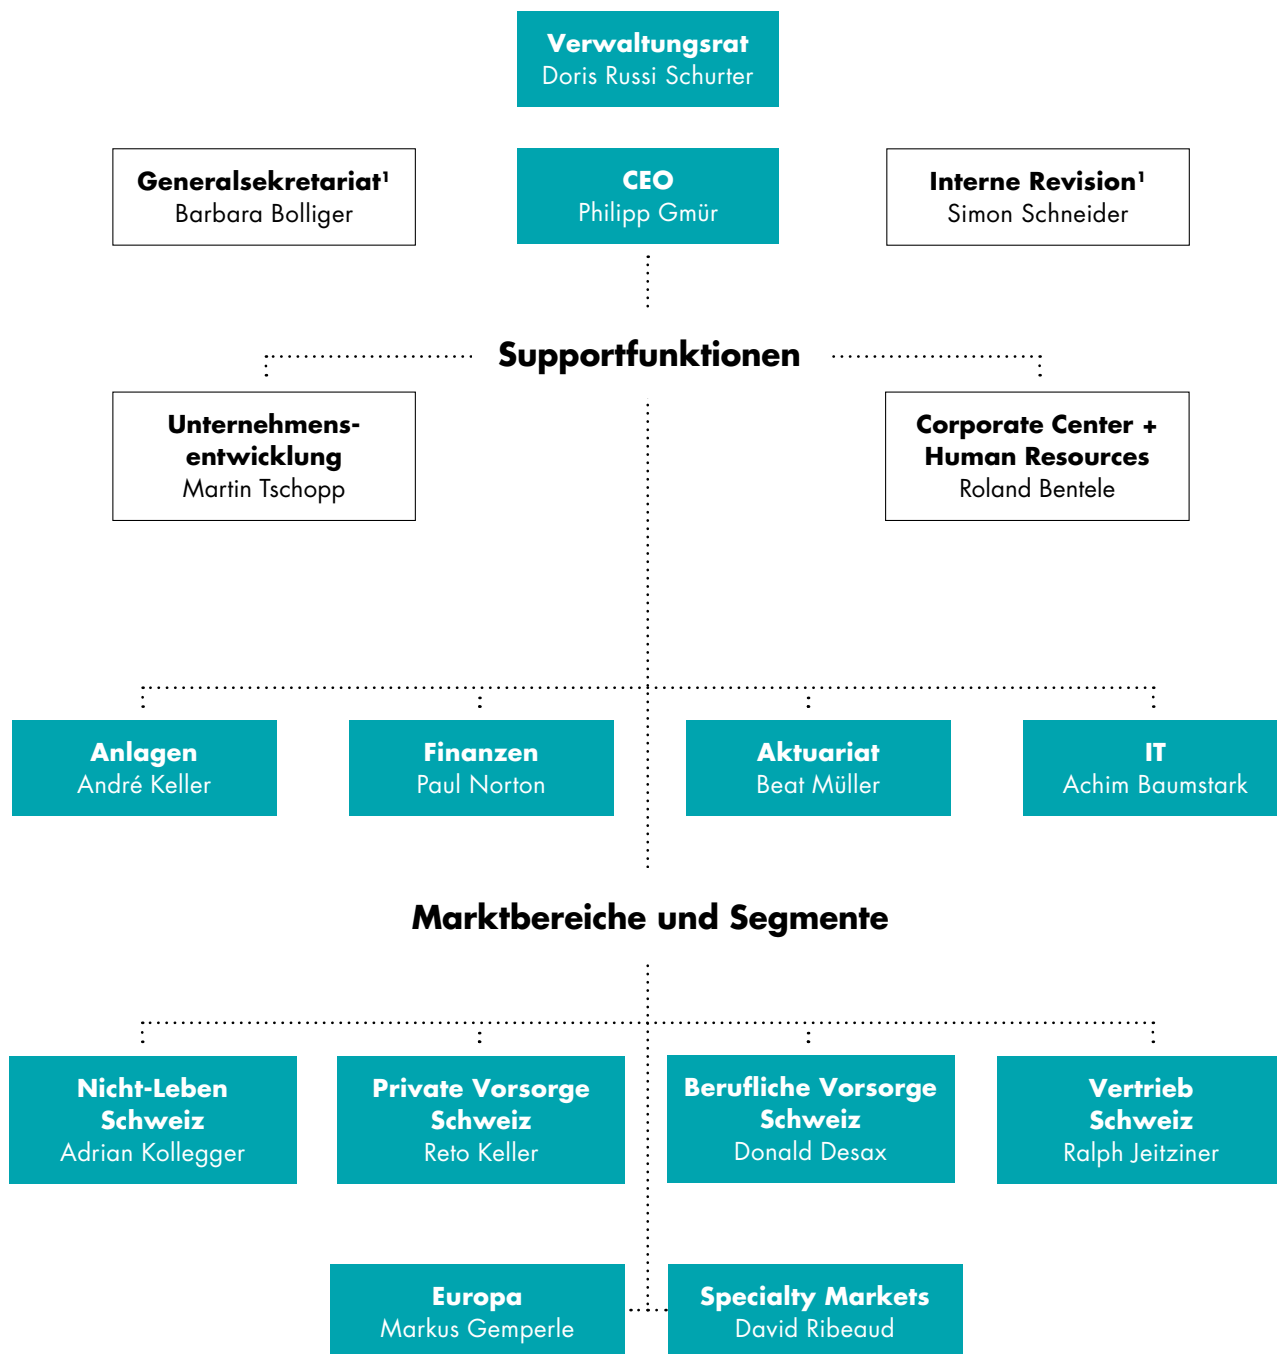 Verwaltungsrat
Doris Russi Schurter
Generalsekretariat¹
Barbara Bolliger
CEO
Philipp Gmür
Interne Revision¹
Simon Schneider
Supportfunktionen
Unternehmens-
entwicklung
Martin Tschopp
Corporate Center +
Human Resources
Roland Bentele
Anlagen
André Keller
Finanzen
Paul Norton
Aktuariat
Beat Müller
IT
Achim Baumstark
Marktbereiche und Segmente
Nicht-Leben
Schweiz
Adrian Kollegger
Private Vorsorge
Schweiz
Reto Keller
Berufliche Vorsorge
Schweiz
Donald Desax
Vertrieb
Schweiz
Ralph Jeitziner
Europa
Markus Gemperle
Specialty Markets
David Ribeaud